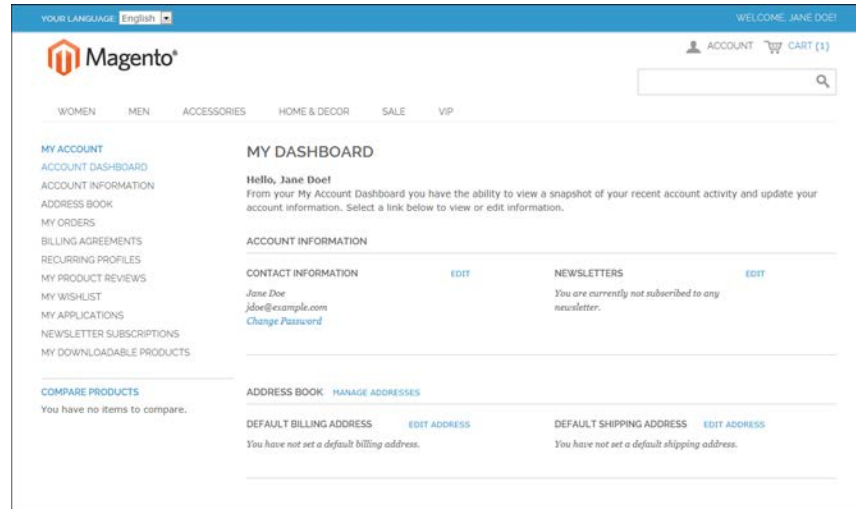 YOUR LANGUAGE: English
WELCOME, JANE DOE!
Magento®
ACCOUNT CART (1)
WOMEN MEN ACCESSORIES HOME & DECOR SALE VIP
MY ACCOUNT
ACCOUNT DASHBOARD
ACCOUNT INFORMATION
ADDRESS BOOK
MY ORDERS
BILLING AGREEMENTS
RECURRING PROFILES
MY PRODUCT REVIEWS
MY WISHLIST
MY APPLICATIONS
NEWSLETTER SUBSCRIPTIONS
MY DOWNLOADABLE PRODUCTS
COMPARE PRODUCTS
You have no items to compare.
MY DASHBOARD
Hello, Jane Doe!
From your My Account Dashboard you have the ability to view a snapshot of your recent account activity and update your
account information. Select a link below to view or edit information.
ACCOUNT INFORMATION
CONTACT INFORMATION EDIT
Jane Doe
jdoe@example.com
Change Password
NEWSLETTERS EDIT
You are currently not subscribed to any
newsletter.
ADDRESS BOOK MANAGE ADDRESSES
DEFAULT BILLING ADDRESS EDIT ADDRESS
You have not set a default billing address.
DEFAULT SHIPPING ADDRESS EDIT ADDRESS
You have not set a default shipping address.